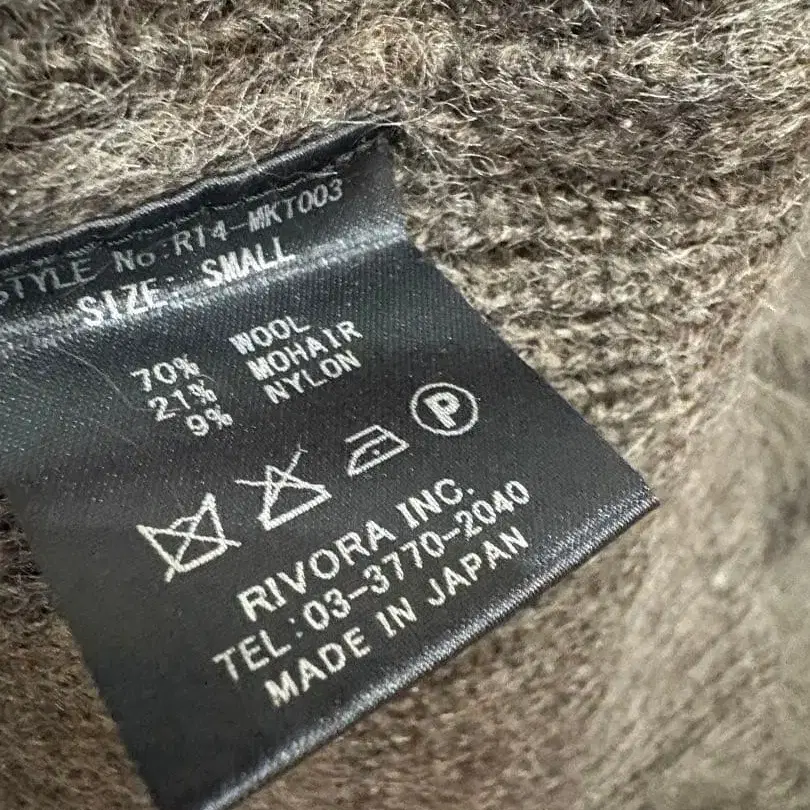 STYLE No:R14-MKT003
SIZE: SMALL
70% WOOL
21% MOHAIR
9% NYLON
P
RIVORA INC.
TEL:03-3770-2040
MADE IN JAPAN